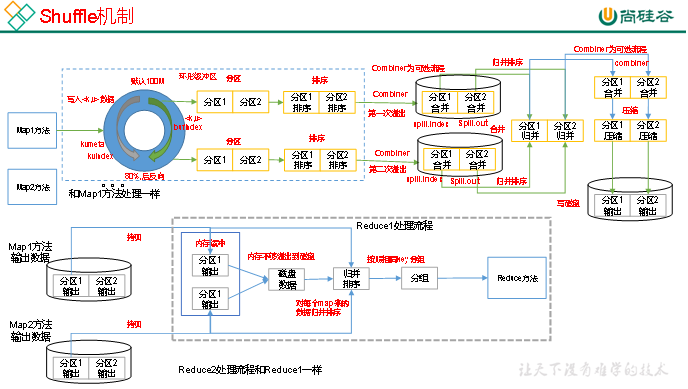 Shuffle机制
尚硅谷
默认100M
环形缓冲区
分区
排序
Combiner为可选流程
归并排序
Combiner为可选流程
combiner
写入<k,v>数据
<k,v>
bvindex
kvmeta
kvindex
80%,后反向
Map1方法
Map2方法
和Map1方法处理一样
分区1
分区2
分区1
排序
分区2
排序
Combiner
第一次溢出
分区1
合并
分区2
合并
spill.index
Spill.out
合并
分区
排序
分区1
分区2
分区1
排序
分区2
排序
Combiner
第二次溢出
分区1
合并
分区2
合并
spill.index
Spill.out
归并排序
分区1
归并
分区2
归并
分区1
合并
分区2
合并
压缩
分区1
压缩
分区2
压缩
写磁盘
分区1
输出
分区2
输出
Map1方法
输出数据
分区1
输出
分区2
输出
拷贝
Map2方法
输出数据
分区1
输出
分区2
输出
拷贝
Reduce1处理流程
内存缓冲
分区1
输出
分区1
输出
内存不够溢出到磁盘
磁盘
数据
归并
排序
对每个map来的
数据归并排序
按照相同key分组
分组
Reduce方法
Reduce2处理流程和Reduce1一样
让天下没有难学的技术